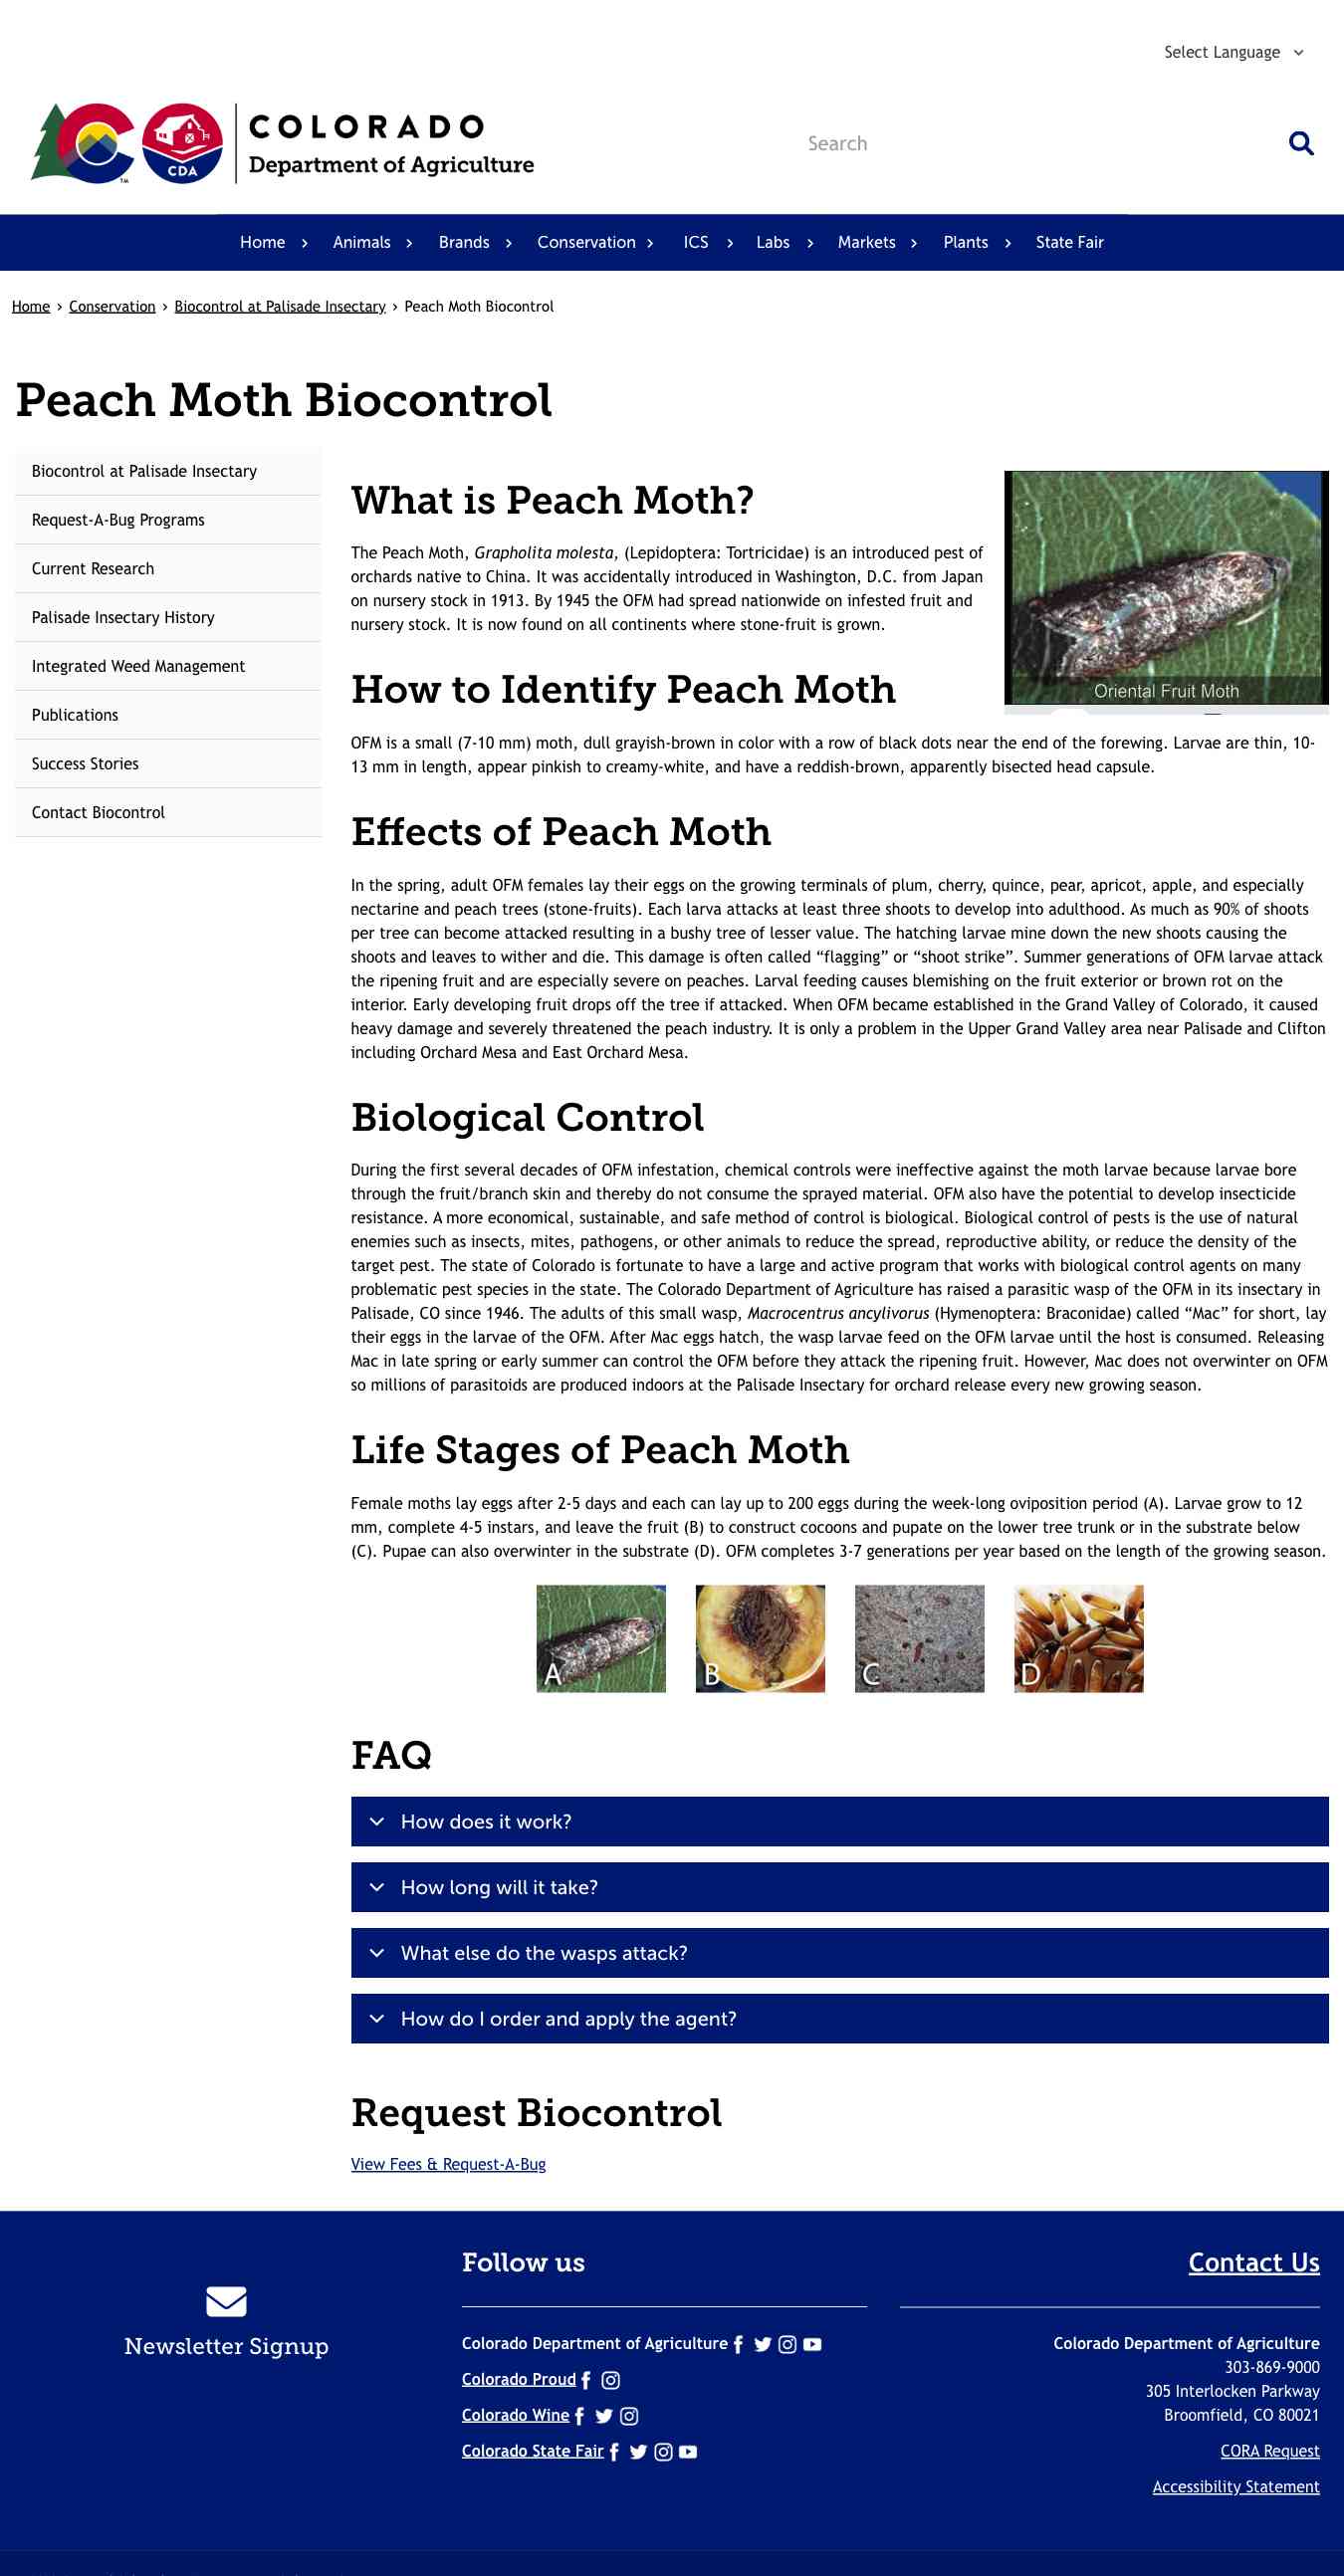 Select Language
COLORADO
Department of Agriculture
CDA
TM
Search
Home
Animals
Brands
Conservation
ICS
Labs
Markets
Plants
State Fair
Home › Conservation › Biocontrol at Palisade Insectary › Peach Moth Biocontrol
Peach Moth Biocontrol
Biocontrol at Palisade Insectary
Request-A-Bug Programs
Current Research
Palisade Insectary History
Integrated Weed Management
Publications
Success Stories
Contact Biocontrol
What is Peach Moth?
The Peach Moth, Grapholita molesta, (Lepidoptera: Tortricidae) is an introduced pest of
orchards native to China. It was accidentally introduced in Washington, D.C. from Japan
on nursery stock in 1913. By 1945 the OFM had spread nationwide on infested fruit and
nursery stock. It is now found on all continents where stone-fruit is grown.
Oriental Fruit Moth
How to Identify Peach Moth
OFM is a small (7-10 mm) moth, dull grayish-brown in color with a row of black dots near the end of the forewing. Larvae are thin, 10-
13 mm in length, appear pinkish to creamy-white, and have a reddish-brown, apparently bisected head capsule.
Effects of Peach Moth
In the spring, adult OFM females lay their eggs on the growing terminals of plum, cherry, quince, pear, apricot, apple, and especially
nectarine and peach trees (stone-fruits). Each larva attacks at least three shoots to develop into adulthood. As much as 90% of shoots
per tree can become attacked resulting in a bushy tree of lesser value. The hatching larvae mine down the new shoots causing the
shoots and leaves to wither and die. This damage is often called “flagging” or “shoot strike”. Summer generations of OFM larvae attack
the ripening fruit and are especially severe on peaches. Larval feeding causes blemishing on the fruit exterior or brown rot on the
interior. Early developing fruit drops off the tree if attacked. When OFM became established in the Grand Valley of Colorado, it caused
heavy damage and severely threatened the peach industry. It is only a problem in the Upper Grand Valley area near Palisade and Clifton
including Orchard Mesa and East Orchard Mesa.
Biological Control
During the first several decades of OFM infestation, chemical controls were ineffective against the moth larvae because larvae bore
through the fruit/branch skin and thereby do not consume the sprayed material. OFM also have the potential to develop insecticide
resistance. A more economical, sustainable, and safe method of control is biological. Biological control of pests is the use of natural
enemies such as insects, mites, pathogens, or other animals to reduce the spread, reproductive ability, or reduce the density of the
target pest. The state of Colorado is fortunate to have a large and active program that works with biological control agents on many
problematic pest species in the state. The Colorado Department of Agriculture has raised a parasitic wasp of the OFM in its insectary in
Palisade, CO since 1946. The adults of this small wasp, Macrocentrus ancylivorus (Hymenoptera: Braconidae) called “Mac” for short, lay
their eggs in the larvae of the OFM. After Mac eggs hatch, the wasp larvae feed on the OFM larvae until the host is consumed. Releasing
Mac in late spring or early summer can control the OFM before they attack the ripening fruit. However, Mac does not overwinter on OFM
so millions of parasitoids are produced indoors at the Palisade Insectary for orchard release every new growing season.
Life Stages of Peach Moth
Female moths lay eggs after 2-5 days and each can lay up to 200 eggs during the week-long oviposition period (A). Larvae grow to 12
mm, complete 4-5 instars, and leave the fruit (B) to construct cocoons and pupate on the lower tree trunk or in the substrate below
(C). Pupae can also overwinter in the substrate (D). OFM completes 3-7 generations per year based on the length of the growing season.
A
B
C
D
FAQ
How does it work?
How long will it take?
What else do the wasps attack?
How do I order and apply the agent?
Request Biocontrol
View Fees & Request-A-Bug
Newsletter Signup
Follow us
Colorado Department of Agriculture
Colorado Proud
Colorado Wine
Colorado State Fair
Contact Us
Colorado Department of Agriculture
303-869-9000
305 Interlocken Parkway
Broomfield, CO 80021
CORA Request
Accessibility Statement